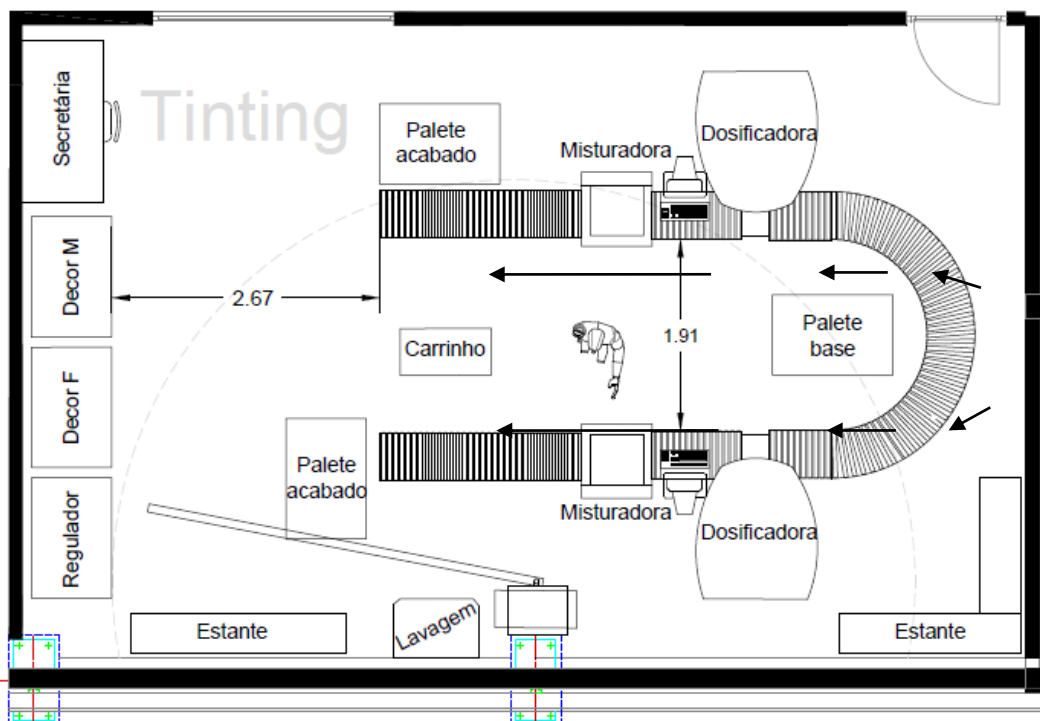 Tinting
Secretária
Palete
acabado
Misturadora
Dosificadora
Decor M
2.67
Carrinho
1.91
Palete
base
Decor F
Palete
acabado
Regulador
Misturadora
Dosificadora
Estante
Lavagem
Estante